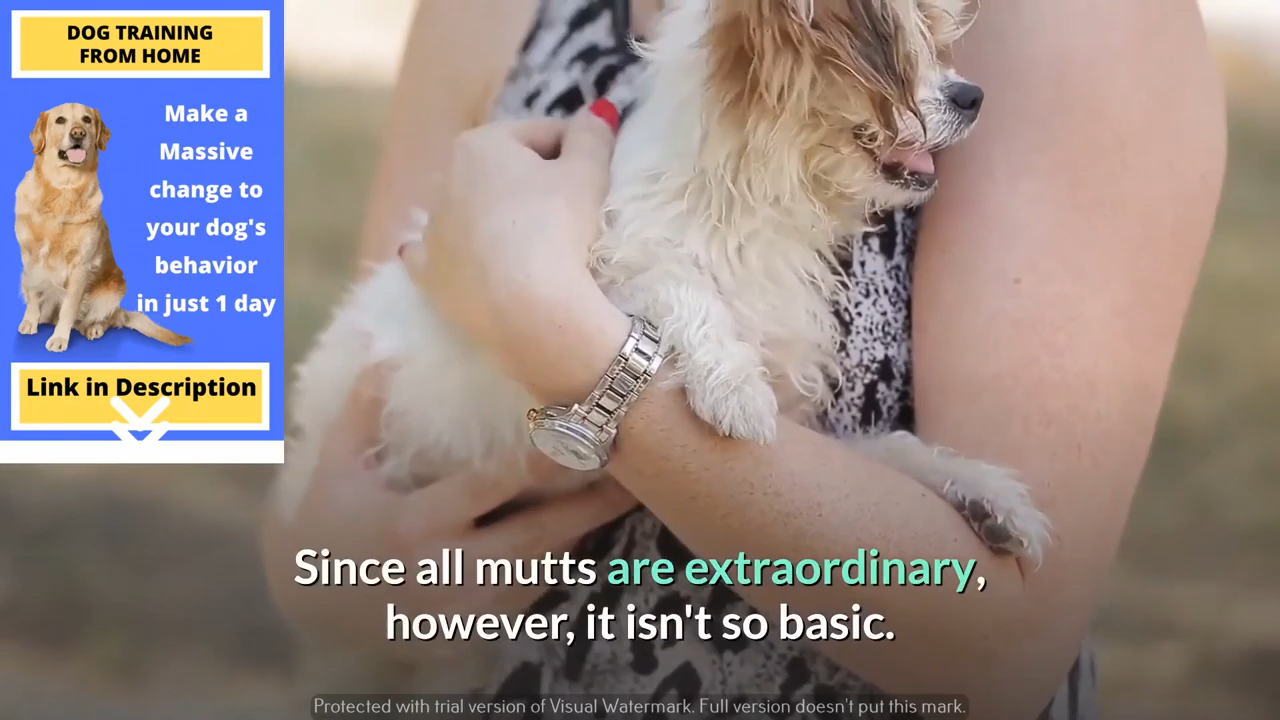 DOG TRAINING
FROM HOME
Make a
Massive
change to
your dog's
behavior
in just 1 day
Link in Description
Since all mutts are extraordinary,
however, it isn't so basic.
Protected with trial version of Visual Watermark. Full version doesn't put this mark.